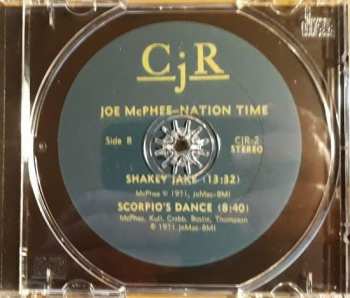 CjR
JOE McPHEE—NATION TIME
Side B
CJR-2
STEREO
SHAKEY JAKE (13:32)
McPhee © 1971, JoMac-BMI
SCORPIO'S DANCE (8:40)
McPhee, Kull, Crabb, Bostic, Thompson
© 1971 JoMac-BMI